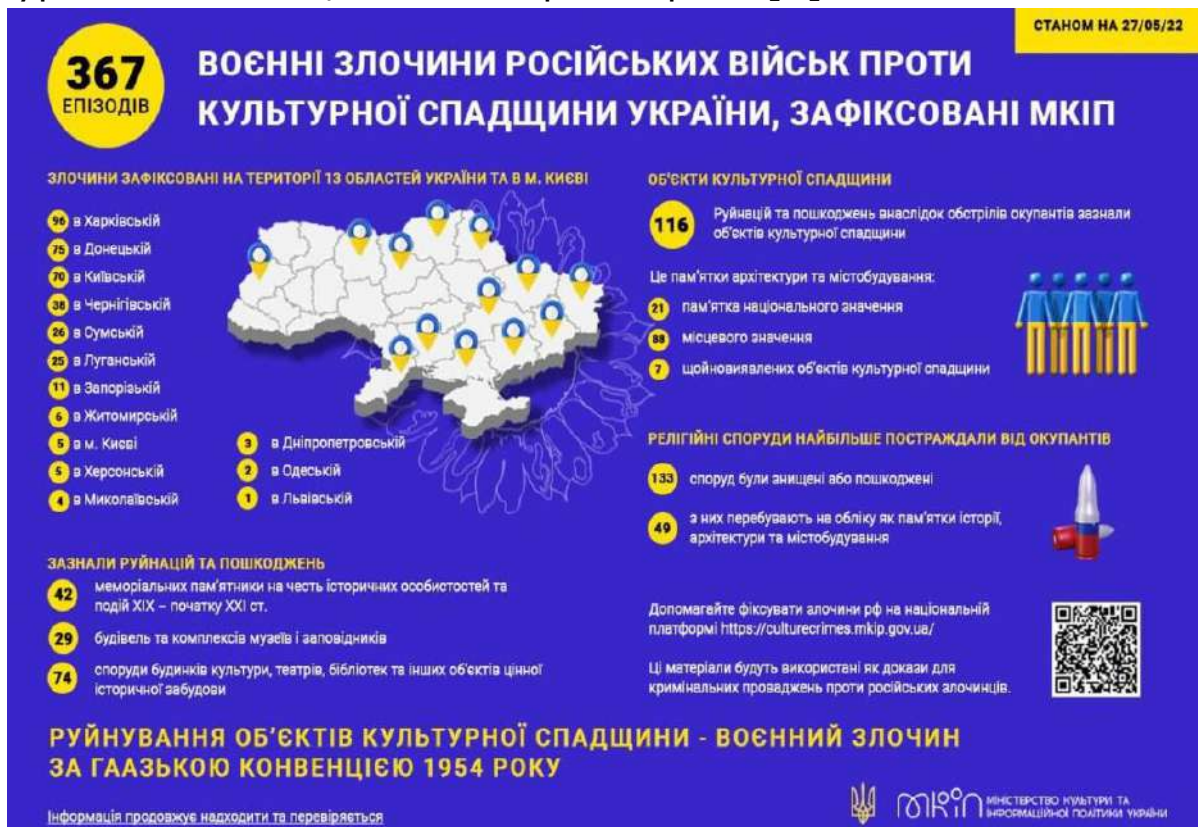 СТАНОМ НА 27/05/22
367
ЕПІЗОДІВ
ВОЄННІ ЗЛОЧИНИ РОСІЙСЬКИХ ВІЙСЬК ПРОТИ
КУЛЬТУРНОЇ СПАДЩИНИ УКРАЇНИ, ЗАФІКСОВАНІ МКІП
ЗЛОЧИНИ ЗАФІКСОВАНІ НА ТЕРИТОРІЇ 13 ОБЛАСТЕЙ УКРАЇНИ ТА В М. КИЄВІ
96 в Харківській
75 в Донецькій
70 в Київській
38 в Чернігівській
26 в Сумській
25 в Луганській
11 в Запорізькій
6 в Житомирській
5 в м. Києві
5 в Херсонській
4 в Миколаївській
3 в Дніпропетровській
2 в Одеській
1 в Львівській
ЗАЗНАЛИ РУЙНАЦІЙ ТА ПОШКОДЖЕНЬ
42 меморіальних пам'ятники на честь історичних особистостей та
подій XIX – початку XXI ст.
29 будівель та комплексів музеїв і заповідників
74 споруди будинків культури, театрів, бібліотек та інших об'єктів цінної
історичної забудови
ОБ'ЄКТИ КУЛЬТУРНОЇ СПАДЩИНИ
116 Руйнацій та пошкоджень внаслідок обстрілів окупантів зазнали
об'єктів культурної спадщини
Це пам'ятки архітектури та містобудування:
21 пам'ятка національного значення
88 місцевого значення
7 щойновиявлених об'єктів культурної спадщини
РЕЛІГІЙНІ СПОРУДИ НАЙБІЛЬШЕ ПОСТРАЖДАЛИ ВІД ОКУПАНТІВ
133 споруд були знищені або пошкоджені
49 з них перебувають на обліку як пам'ятки історії,
архітектури та містобудування
Допомагайте фіксувати злочини рф на національній
платформі https://culturecrimes.mkip.gov.ua/
Ці матеріали будуть використані як докази для
кримінальних проваджень проти російських злочинців.
РУЙНУВАННЯ ОБ'ЄКТІВ КУЛЬТУРНОЇ СПАДЩИНИ - ВОЄННИЙ ЗЛОЧИН
ЗА ГААЗЬКОЮ КОНВЕНЦІЄЮ 1954 РОКУ
Інформація продовжує надходити та перевіряється
МКІП
МІНІСТЕРСТВО КУЛЬТУРИ ТА
ІНФОРМАЦІЙНОЇ ПОЛІТИКИ УКРАЇНИ